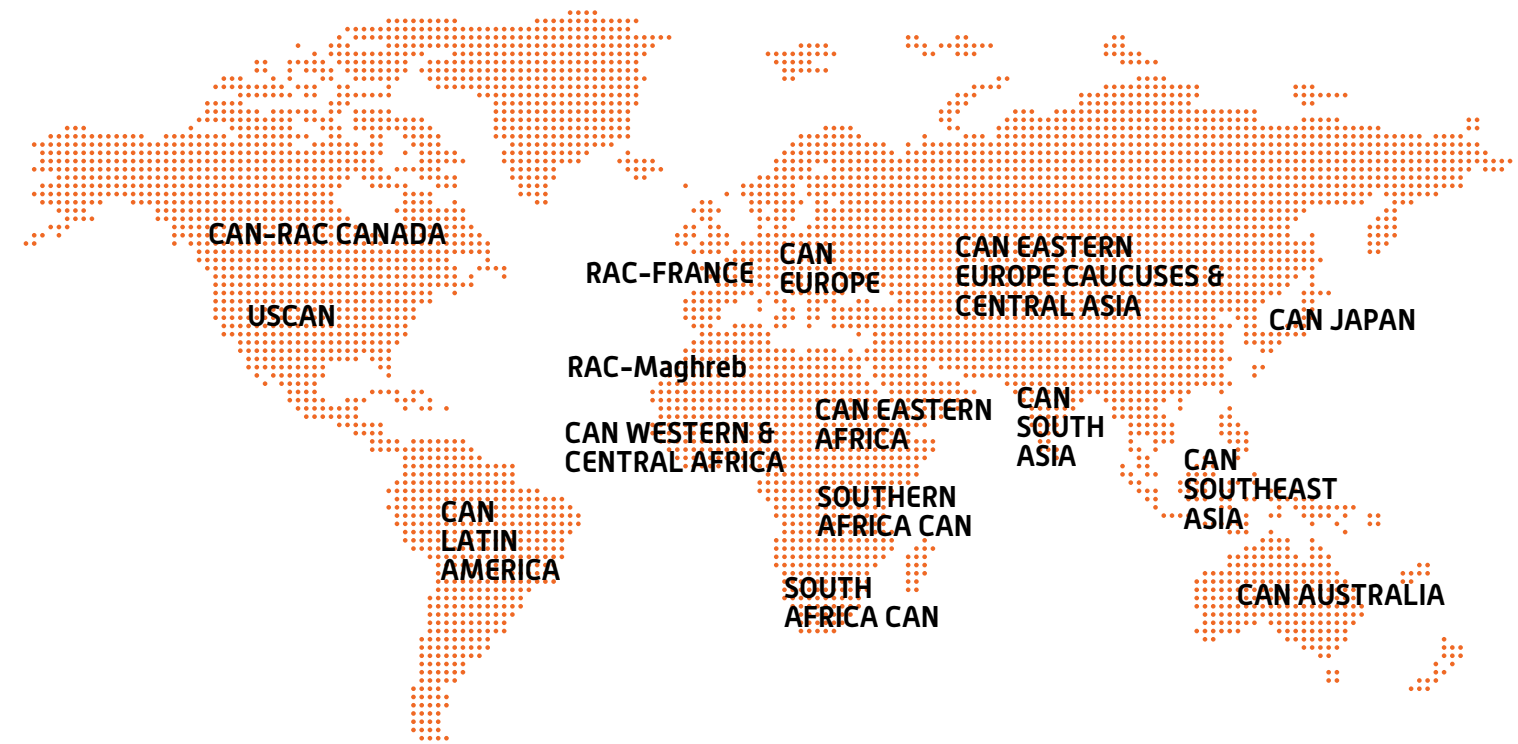 CAN-RAC CANADA
USCAN
RAC-FRANCE
CAN
EUROPE
CAN EASTERN
EUROPE CAUCUSES &
CENTRAL ASIA
CAN JAPAN
RAC-Maghreb
CAN WESTERN &
CENTRAL AFRICA
CAN EASTERN
AFRICA
CAN
SOUTH
ASIA
CAN
SOUTHEAST
ASIA
CAN
LATIN
AMERICA
SOUTHERN
AFRICA CAN
SOUTH
AFRICA CAN
CAN AUSTRALIA